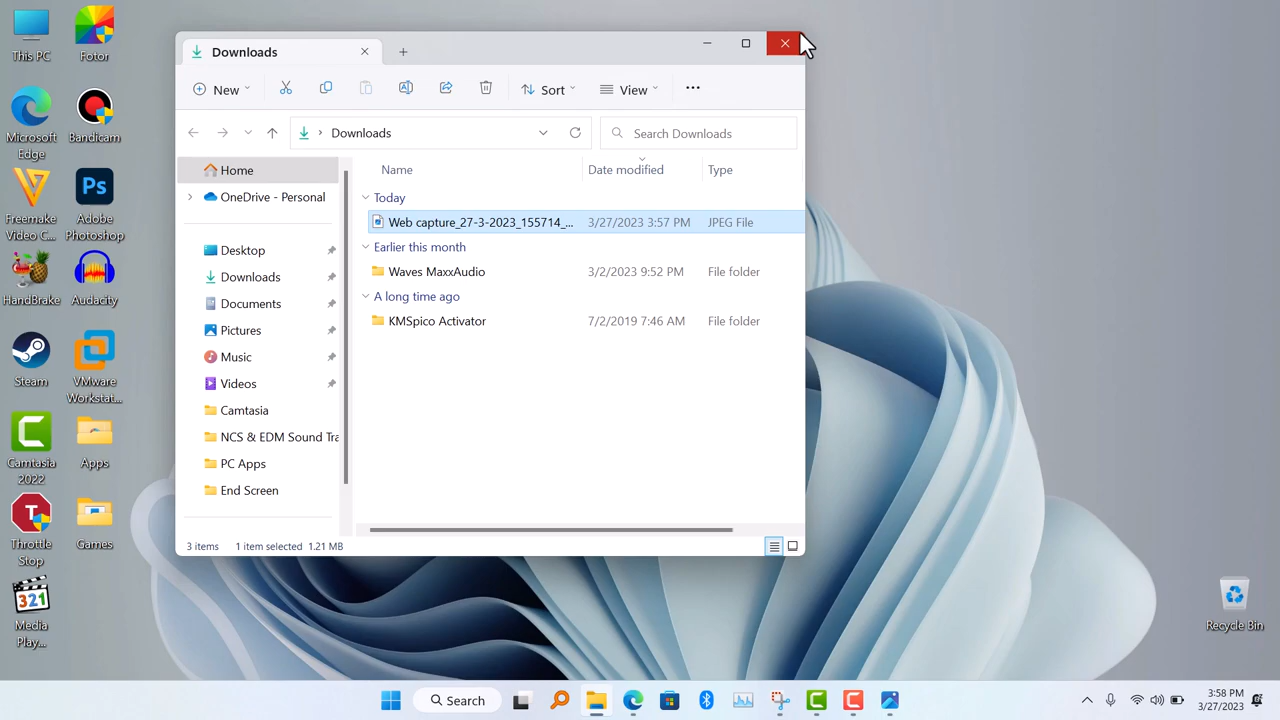 This PC
Fotor
Microsoft
Edge
Bandicam
Freemake
Video C...
Adobe
Photoshop
HandBrake
Audacity
Steam
VMware
Workstat...
Camtasia
2022
Apps
Throttle
Stop
Games
321
Media
Play...
Ps
T
Downloads
New
Sort
View
Downloads
Search Downloads
Home
OneDrive - Personal
Desktop
Downloads
Documents
Pictures
Music
Videos
Camtasia
NCS & EDM Sound Tra
PC Apps
End Screen
Name
Date modified
Type
Today
Web capture_27-3-2023_155714_...
3/27/2023 3:57 PM
JPEG File
Earlier this month
Waves MaxxAudio
3/2/2023 9:52 PM
File folder
A long time ago
KMSpico Activator
7/2/2019 7:46 AM
File folder
3 items
1 item selected 1.21 MB
Recycle Bin
Search
3:58 PM
3/27/2023